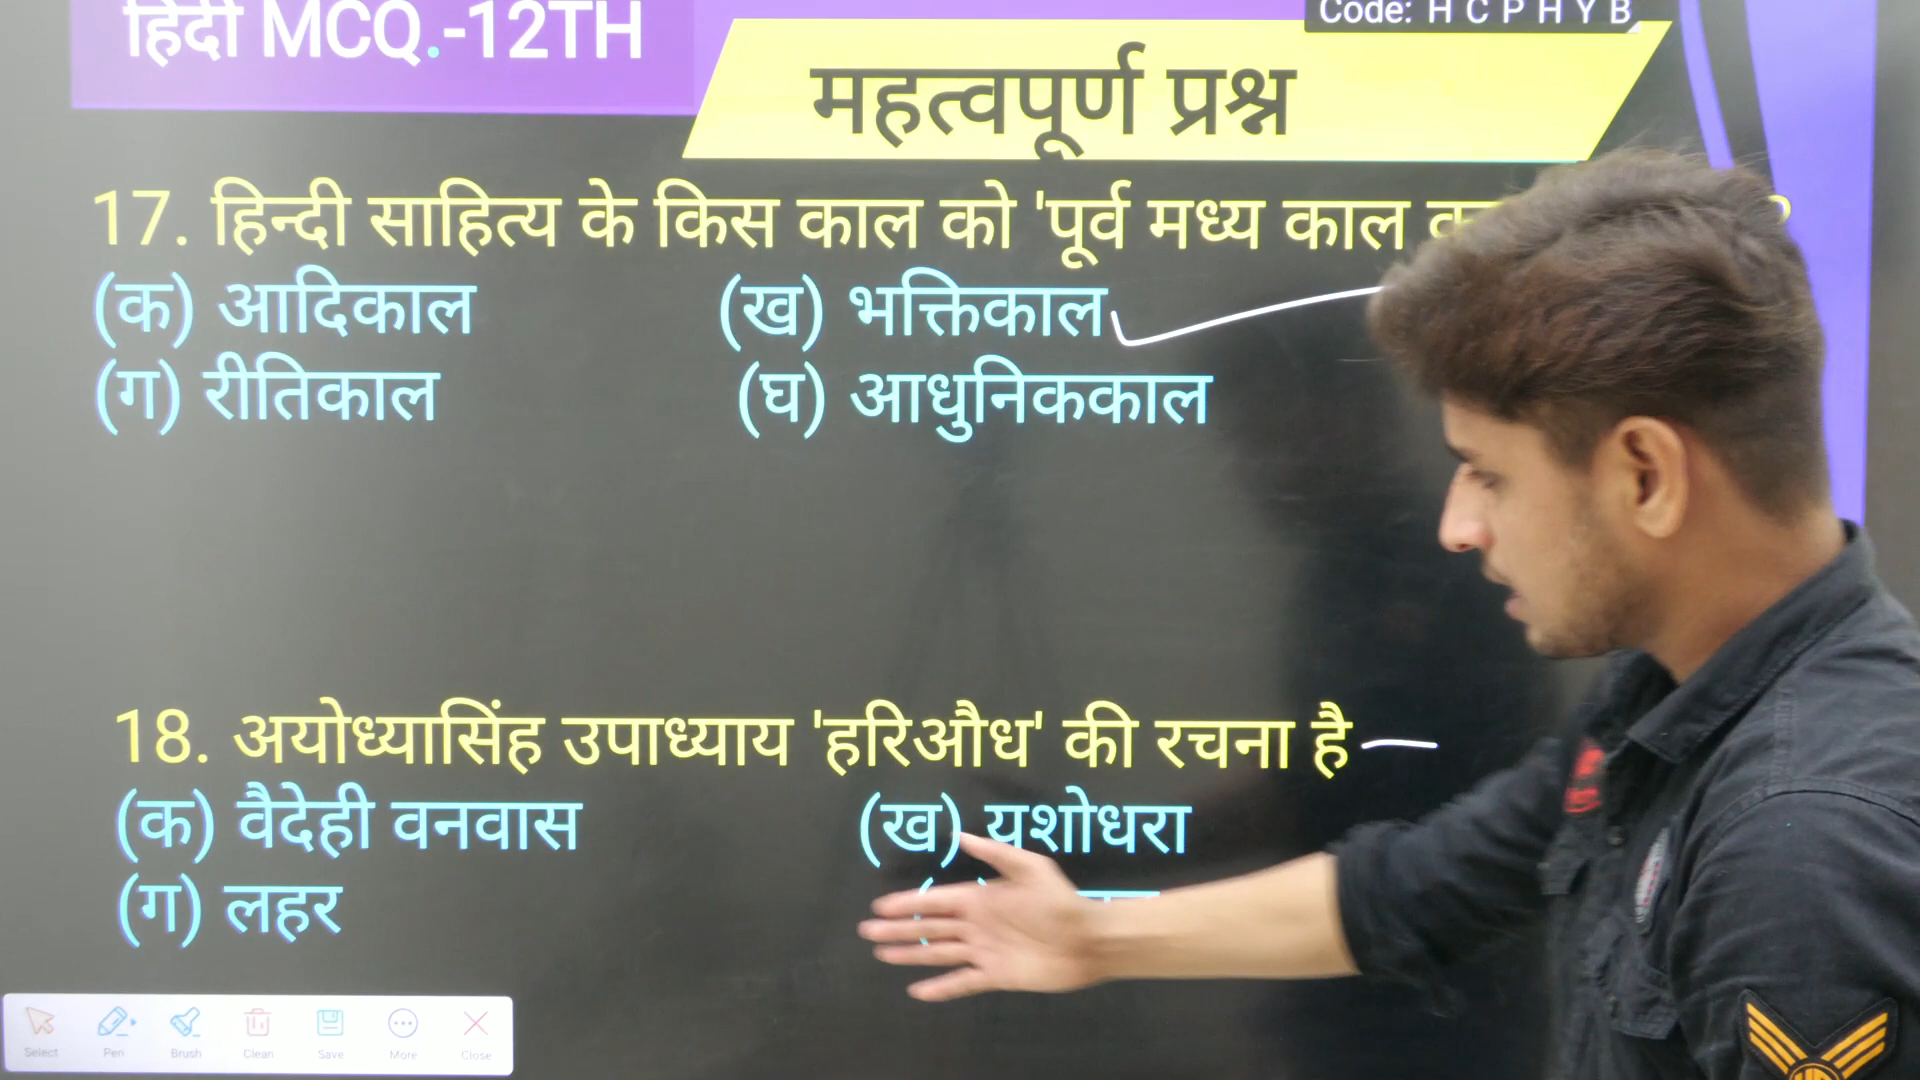 हिंदी MCQ.-12TH
Code: H C P H Y B
महत्वपूर्ण प्रश्न
17. हिन्दी साहित्य के किस काल को 'पूर्व मध्य काल
(क) आदिकाल (ख) भक्तिकाल
(ग) रीतिकाल (घ) आधुनिककाल
18. अयोध्यासिंह उपाध्याय 'हरिऔध' की रचना है
(क) वैदेही वनवास (ख) यशोधरा
(ग) लहर
Select Pen Brush Clean Save More Close